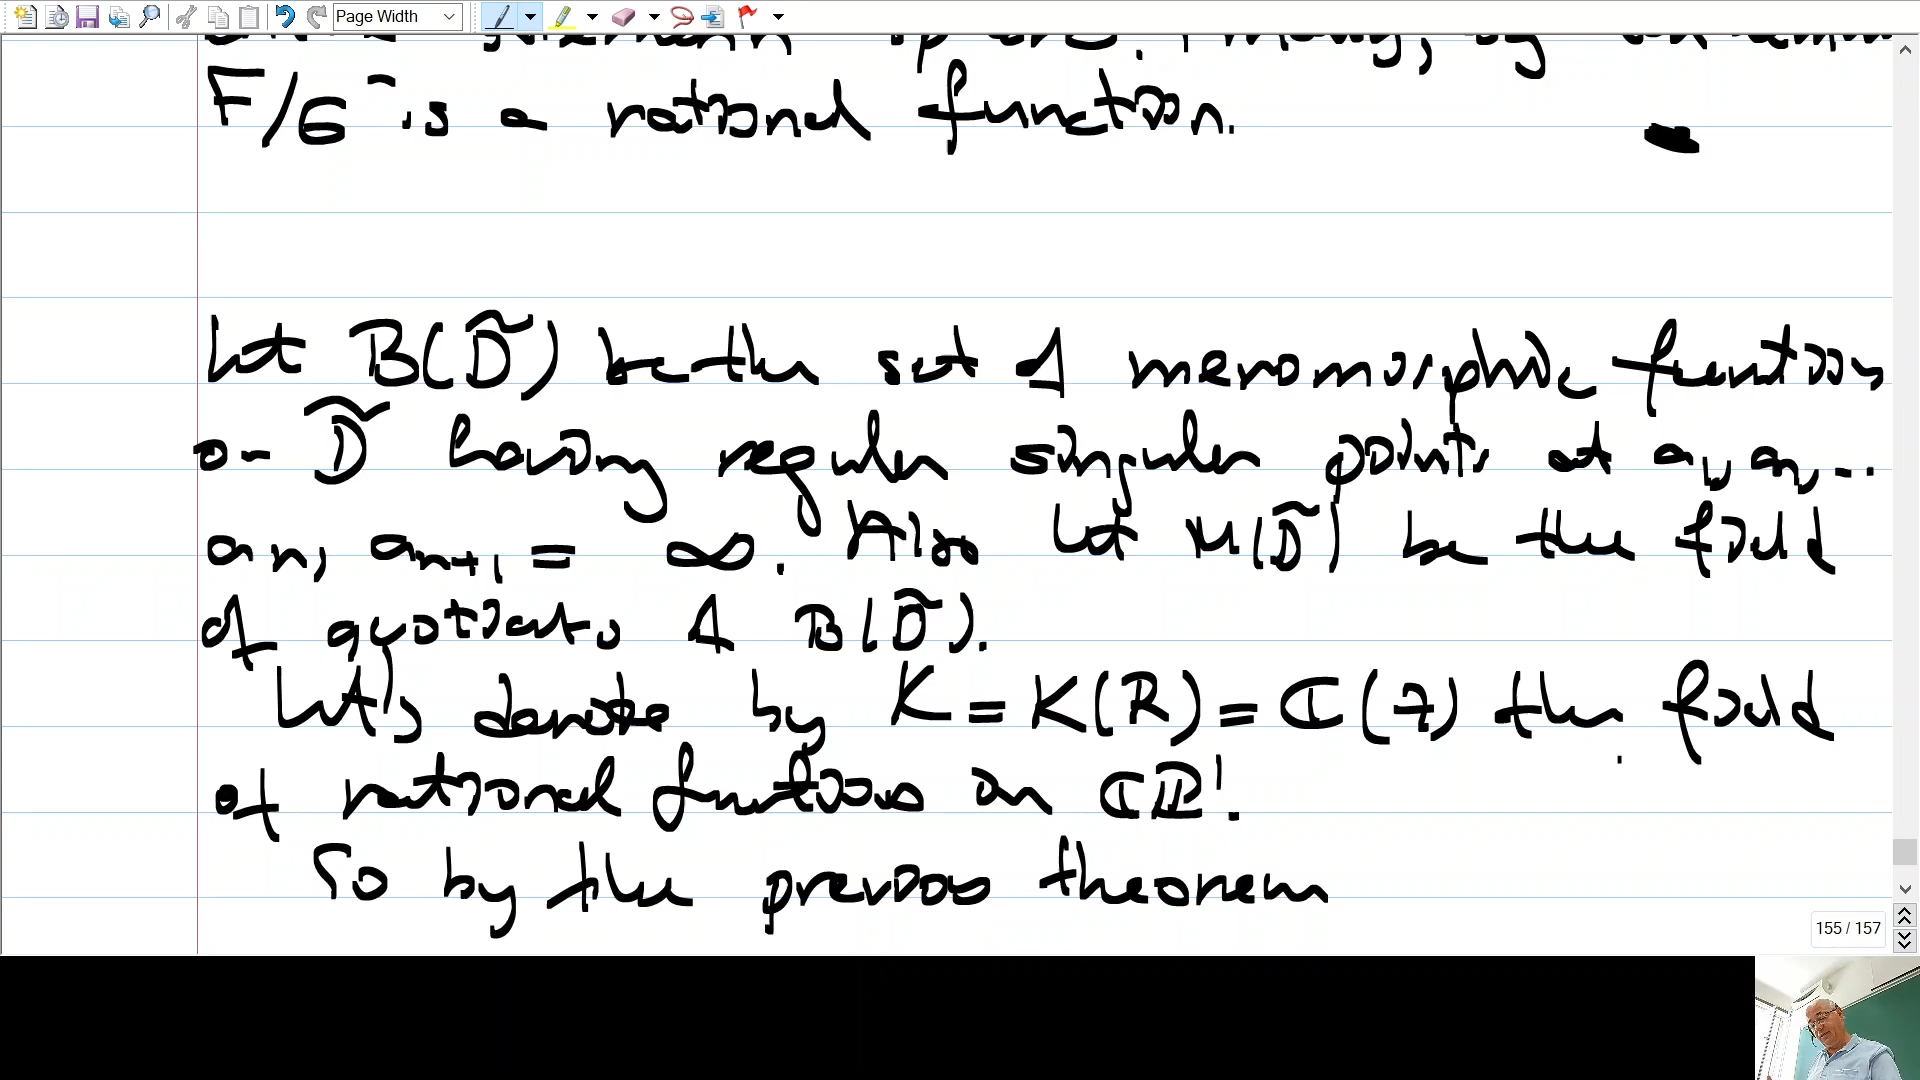 Page Width
F/G is a rational function.
Let B(D̃) be the set of meromorphic functions
on D̃ having regular singular points at a₁, a₂, ...
aₙ, aₙ₊₁ = ∞. Also let M(D̃) be the field
of quotients of B(D̃).
Let's denote by K = K(R) = ℂ(z) the field
of rational functions on ℂℙ¹.
So by the previous theorem
155 / 157